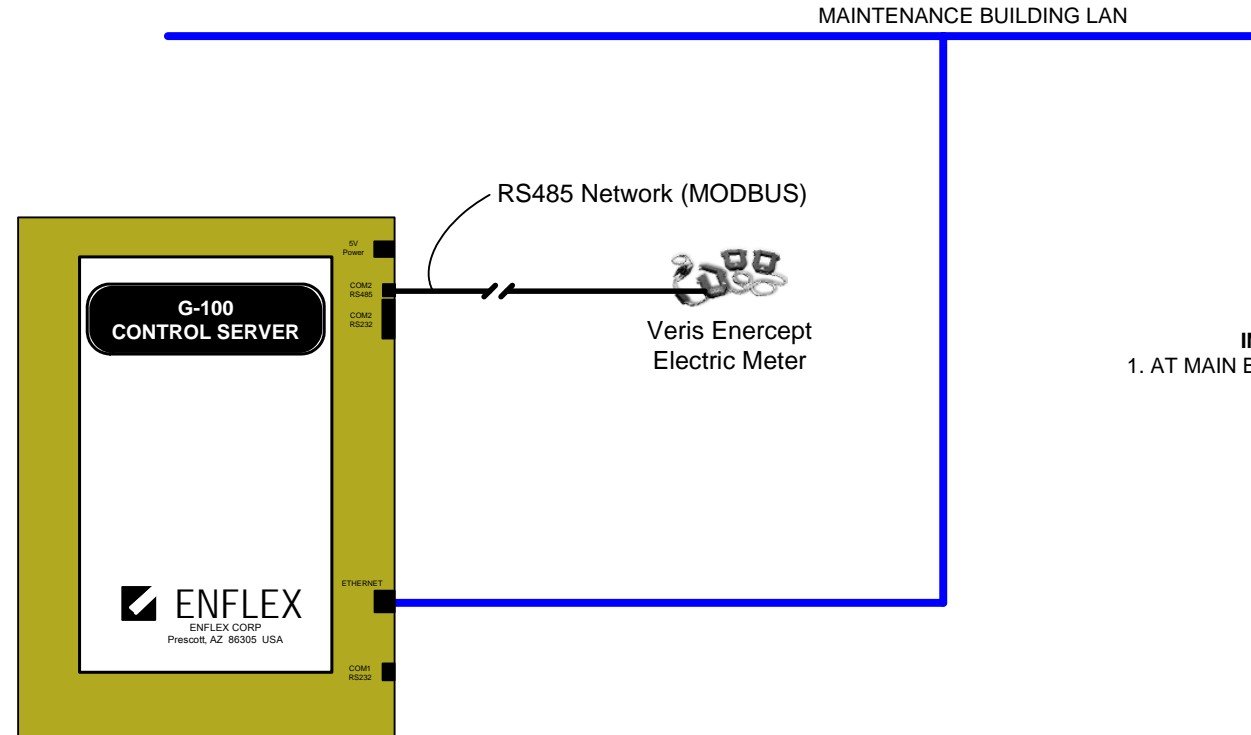 MAINTENANCE BUILDING LAN
RS485 Network (MODBUS)
5V
Power
COM2
RS485
COM2
RS232
G-100
CONTROL SERVER
Veris Enercept
Electric Meter
1. AT MAIN
ETHERNET
ENFLEX
ENFLEX CORP
Prescott, AZ 86305 USA
COM1
RS232